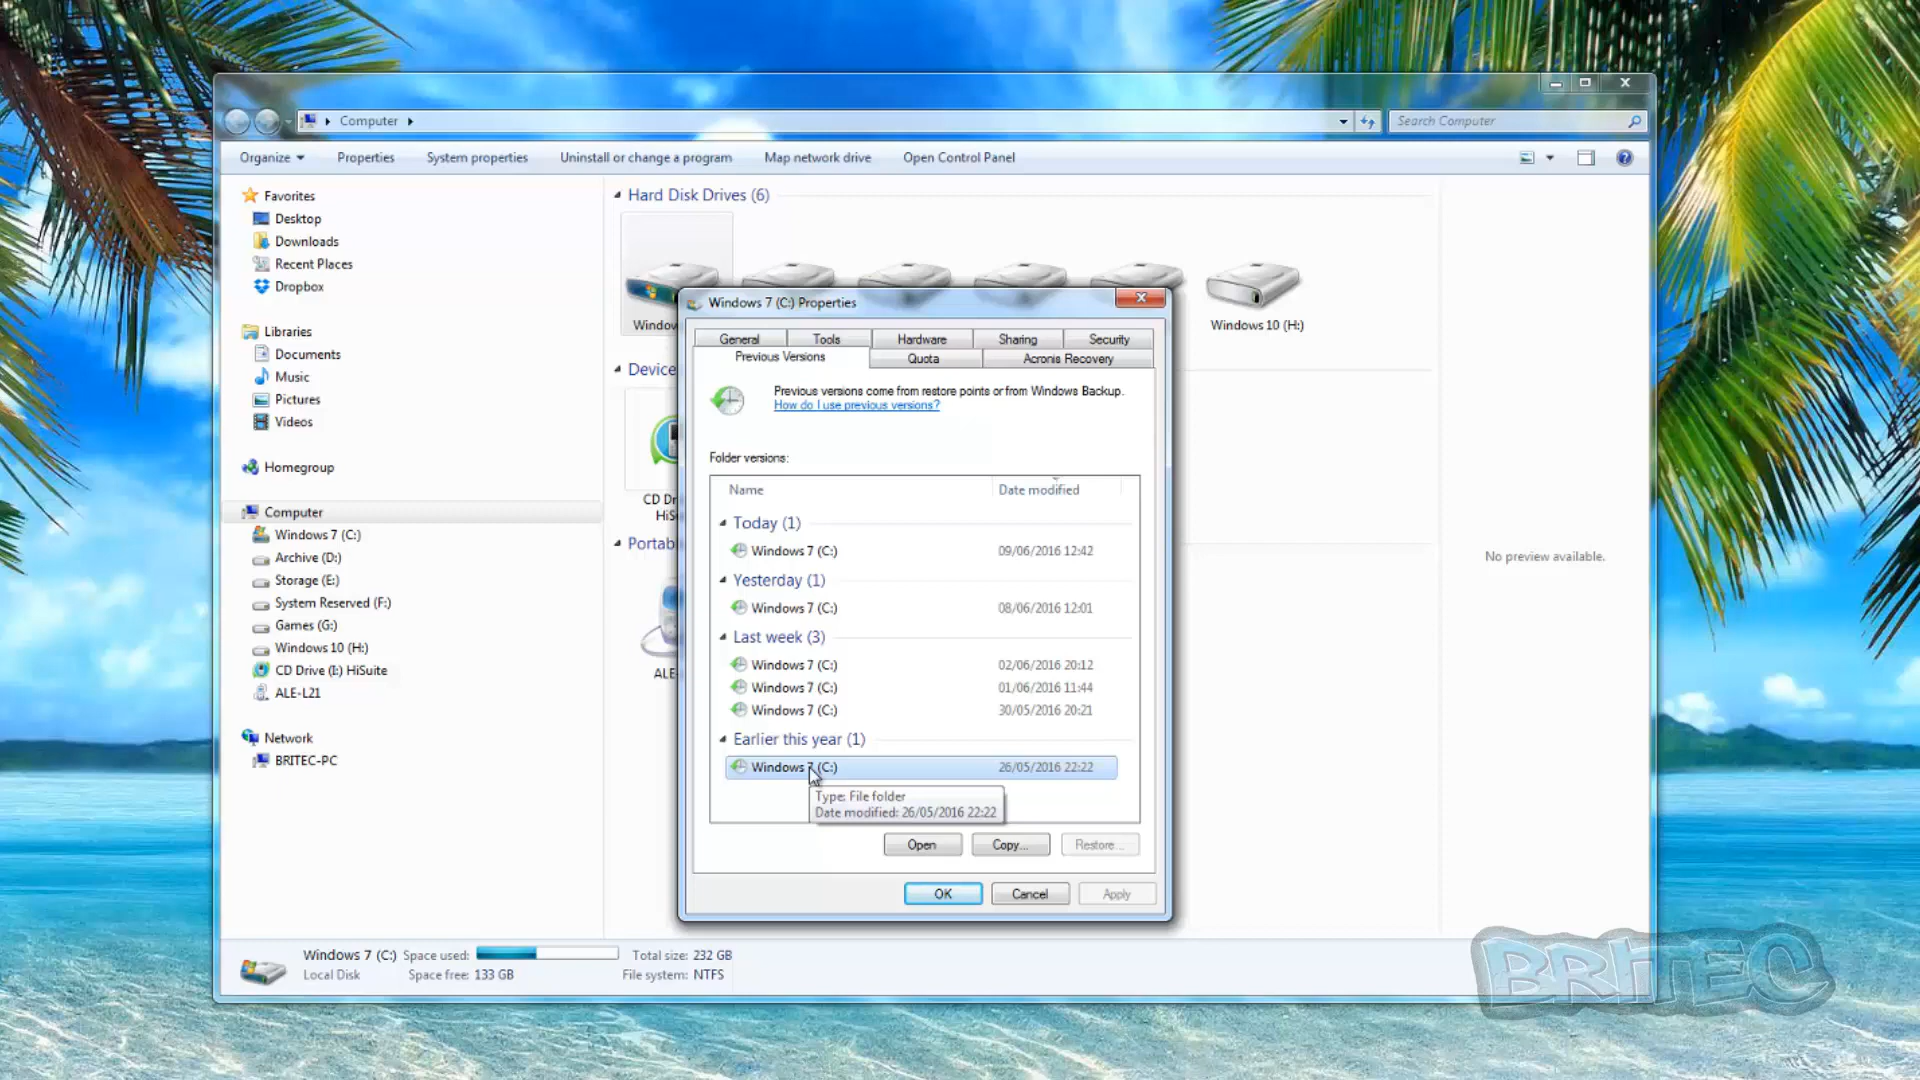 Computer
Search Computer
Organize
Properties
System properties
Uninstall or change a program
Map network drive
Open Control Panel
Favorites
Desktop
Downloads
Recent Places
Dropbox
Libraries
Documents
Music
Pictures
Videos
Homegroup
Computer
Windows 7 (C:)
Archive (D:)
Storage (E:)
System Reserved (F:)
Games (G:)
Windows 10 (H:)
CD Drive (I:) HiSuite
ALE-L21
Network
BRITEC-PC
Hard Disk Drives (6)
Windo
Windows 10 (H:)
Device
CD Dr
HiS
Portab
ALE
No preview available.
Windows 7 (C:) Properties
General
Tools
Hardware
Sharing
Security
Previous Versions
Quota
Acronis Recovery
Previous versions come from restore points or from Windows Backup.
How do I use previous versions?
Folder versions:
Name
Date modified
Today (1)
Windows 7 (C:) 09/06/2016 12:42
Yesterday (1)
Windows 7 (C:) 08/06/2016 12:01
Last week (3)
Windows 7 (C:) 02/06/2016 20:12
Windows 7 (C:) 01/06/2016 11:44
Windows 7 (C:) 30/05/2016 20:21
Earlier this year (1)
Windows 7 (C:) 26/05/2016 22:22
Type: File folder
Date modified: 26/05/2016 22:22
Open
Copy...
Restore...
OK
Cancel
Apply
Windows 7 (C:) Space used: Total size: 232 GB
Local Disk Space free: 133 GB File system: NTFS
BRITEC